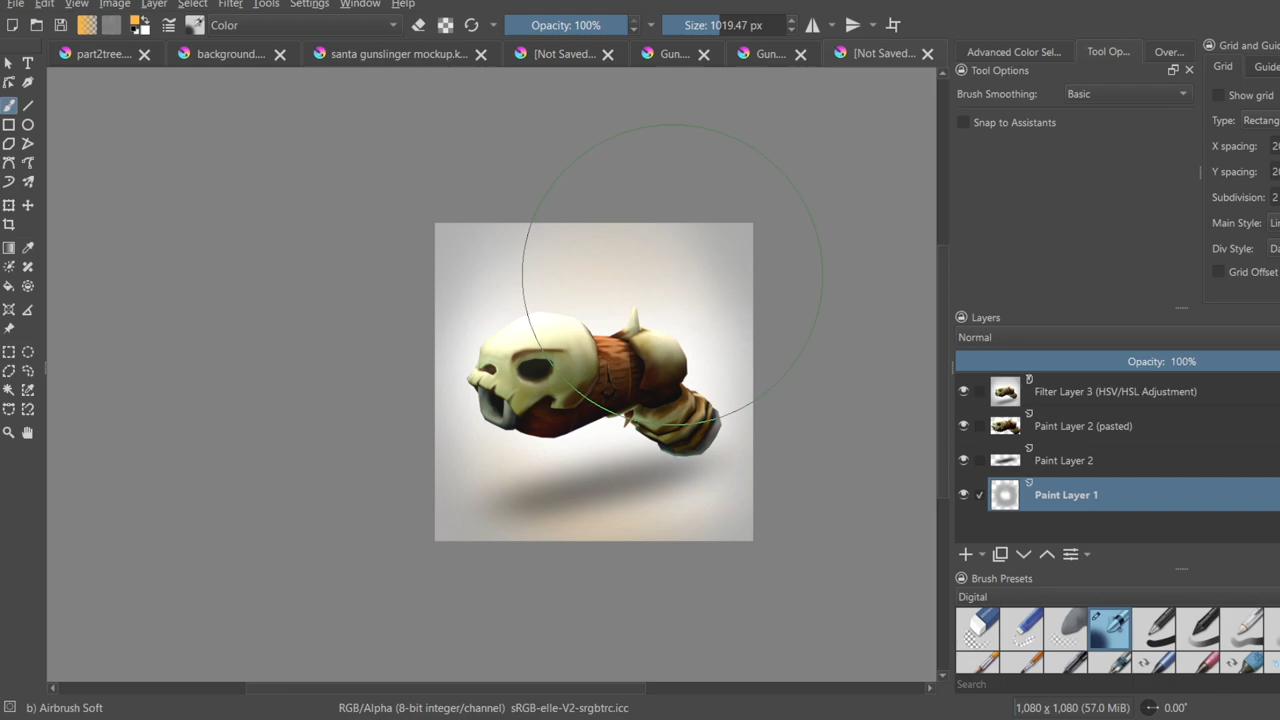 File Edit View Image Layer Select Filter Tools Settings Window Help
Color Opacity: 100% Size: 1019.47 px
part2tree.... background.... santa gunslinger mockup.k... [Not Saved... Gun.... Gun.... [Not Saved...
Advanced Color Sel... Tool Op... Over... Grid and Guid
Tool Options
Grid Guide
Brush Smoothing: Basic
Show grid
Snap to Assistants
Type: Rectang
X spacing: 20
Y spacing: 20
Subdivision: 2
Main Style: Lin
Div Style: Da
Grid Offset
Layers
Normal
Opacity: 100%
Filter Layer 3 (HSV/HSL Adjustment)
Paint Layer 2 (pasted)
Paint Layer 2
Paint Layer 1
Brush Presets
Digital
Search
b) Airbrush Soft RGB/Alpha (8-bit integer/channel) sRGB-elle-V2-srgbtrc.icc 1,080 x 1,080 (57.0 MiB) 0.00°